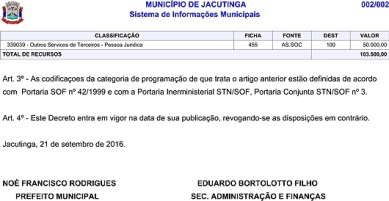 MUNICÍPIO DE JACUTINGA 002/002
Sistema de Informações Municipais
CLASSIFICAÇÃO FICHA FONTE DEST VALOR
339039 - Outros Servicos de Terceiros - Pessoa Juridica 455 AS.SOC 100 50.000,00
TOTAL DE RECURSOS 103.500,00
Art. 3º - As codificaçoes da categoria de programação de que trata o artigo anterior estão definidas de acordo
com Portaria SOF nº 42/1999 e com a Portaria Inerministerial STN/SOF, Portaria Conjunta STN/SOF nº 3.
Art. 4º - Este Decreto entra em vigor na data de sua publicação, revogando-se as disposições em contrário.
Jacutinga, 21 de setembro de 2016.
NOÉ FRANCISCO RODRIGUES EDUARDO BORTOLOTTO FILHO
PREFEITO MUNICIPAL SEC. ADMINISTRAÇÃO E FINANÇAS